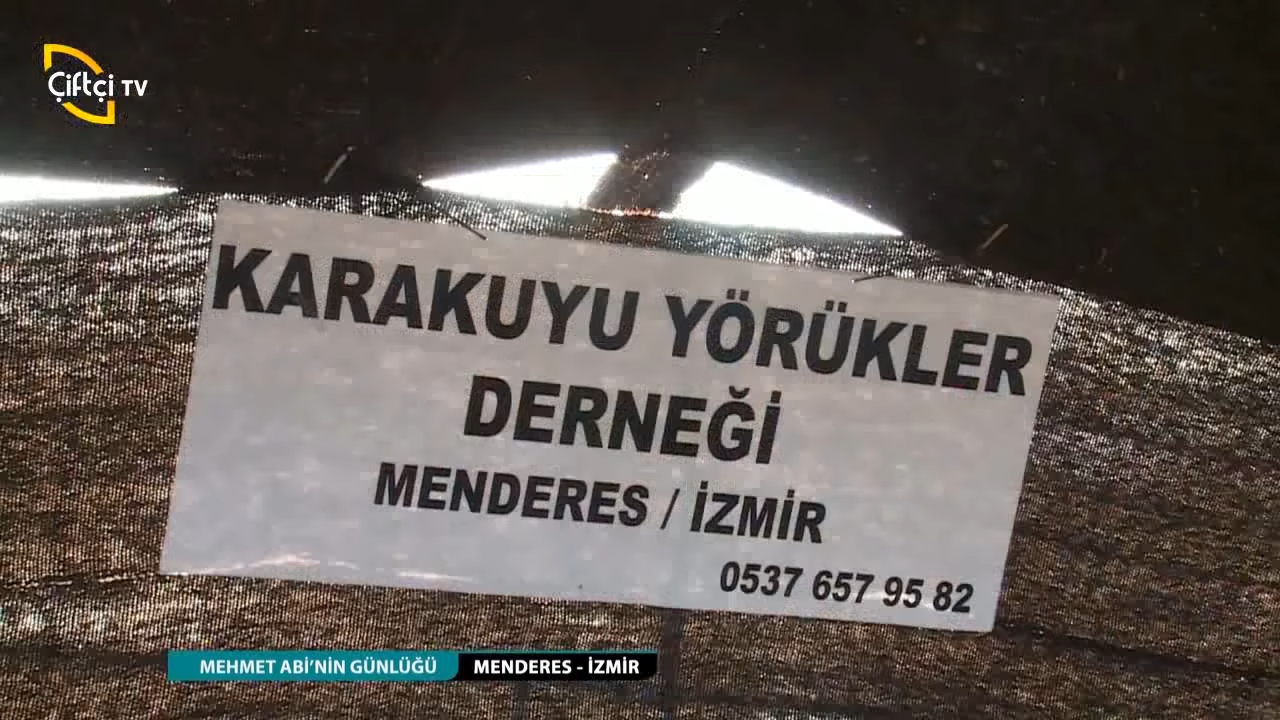 Çiftçi TV
KARAKUYU YÖRÜKLER
DERNEĞİ
MENDERES / İZMİR
0537 657 95 82
MEHMET ABİ'NİN GÜNLÜĞÜ MENDERES - İZMİR